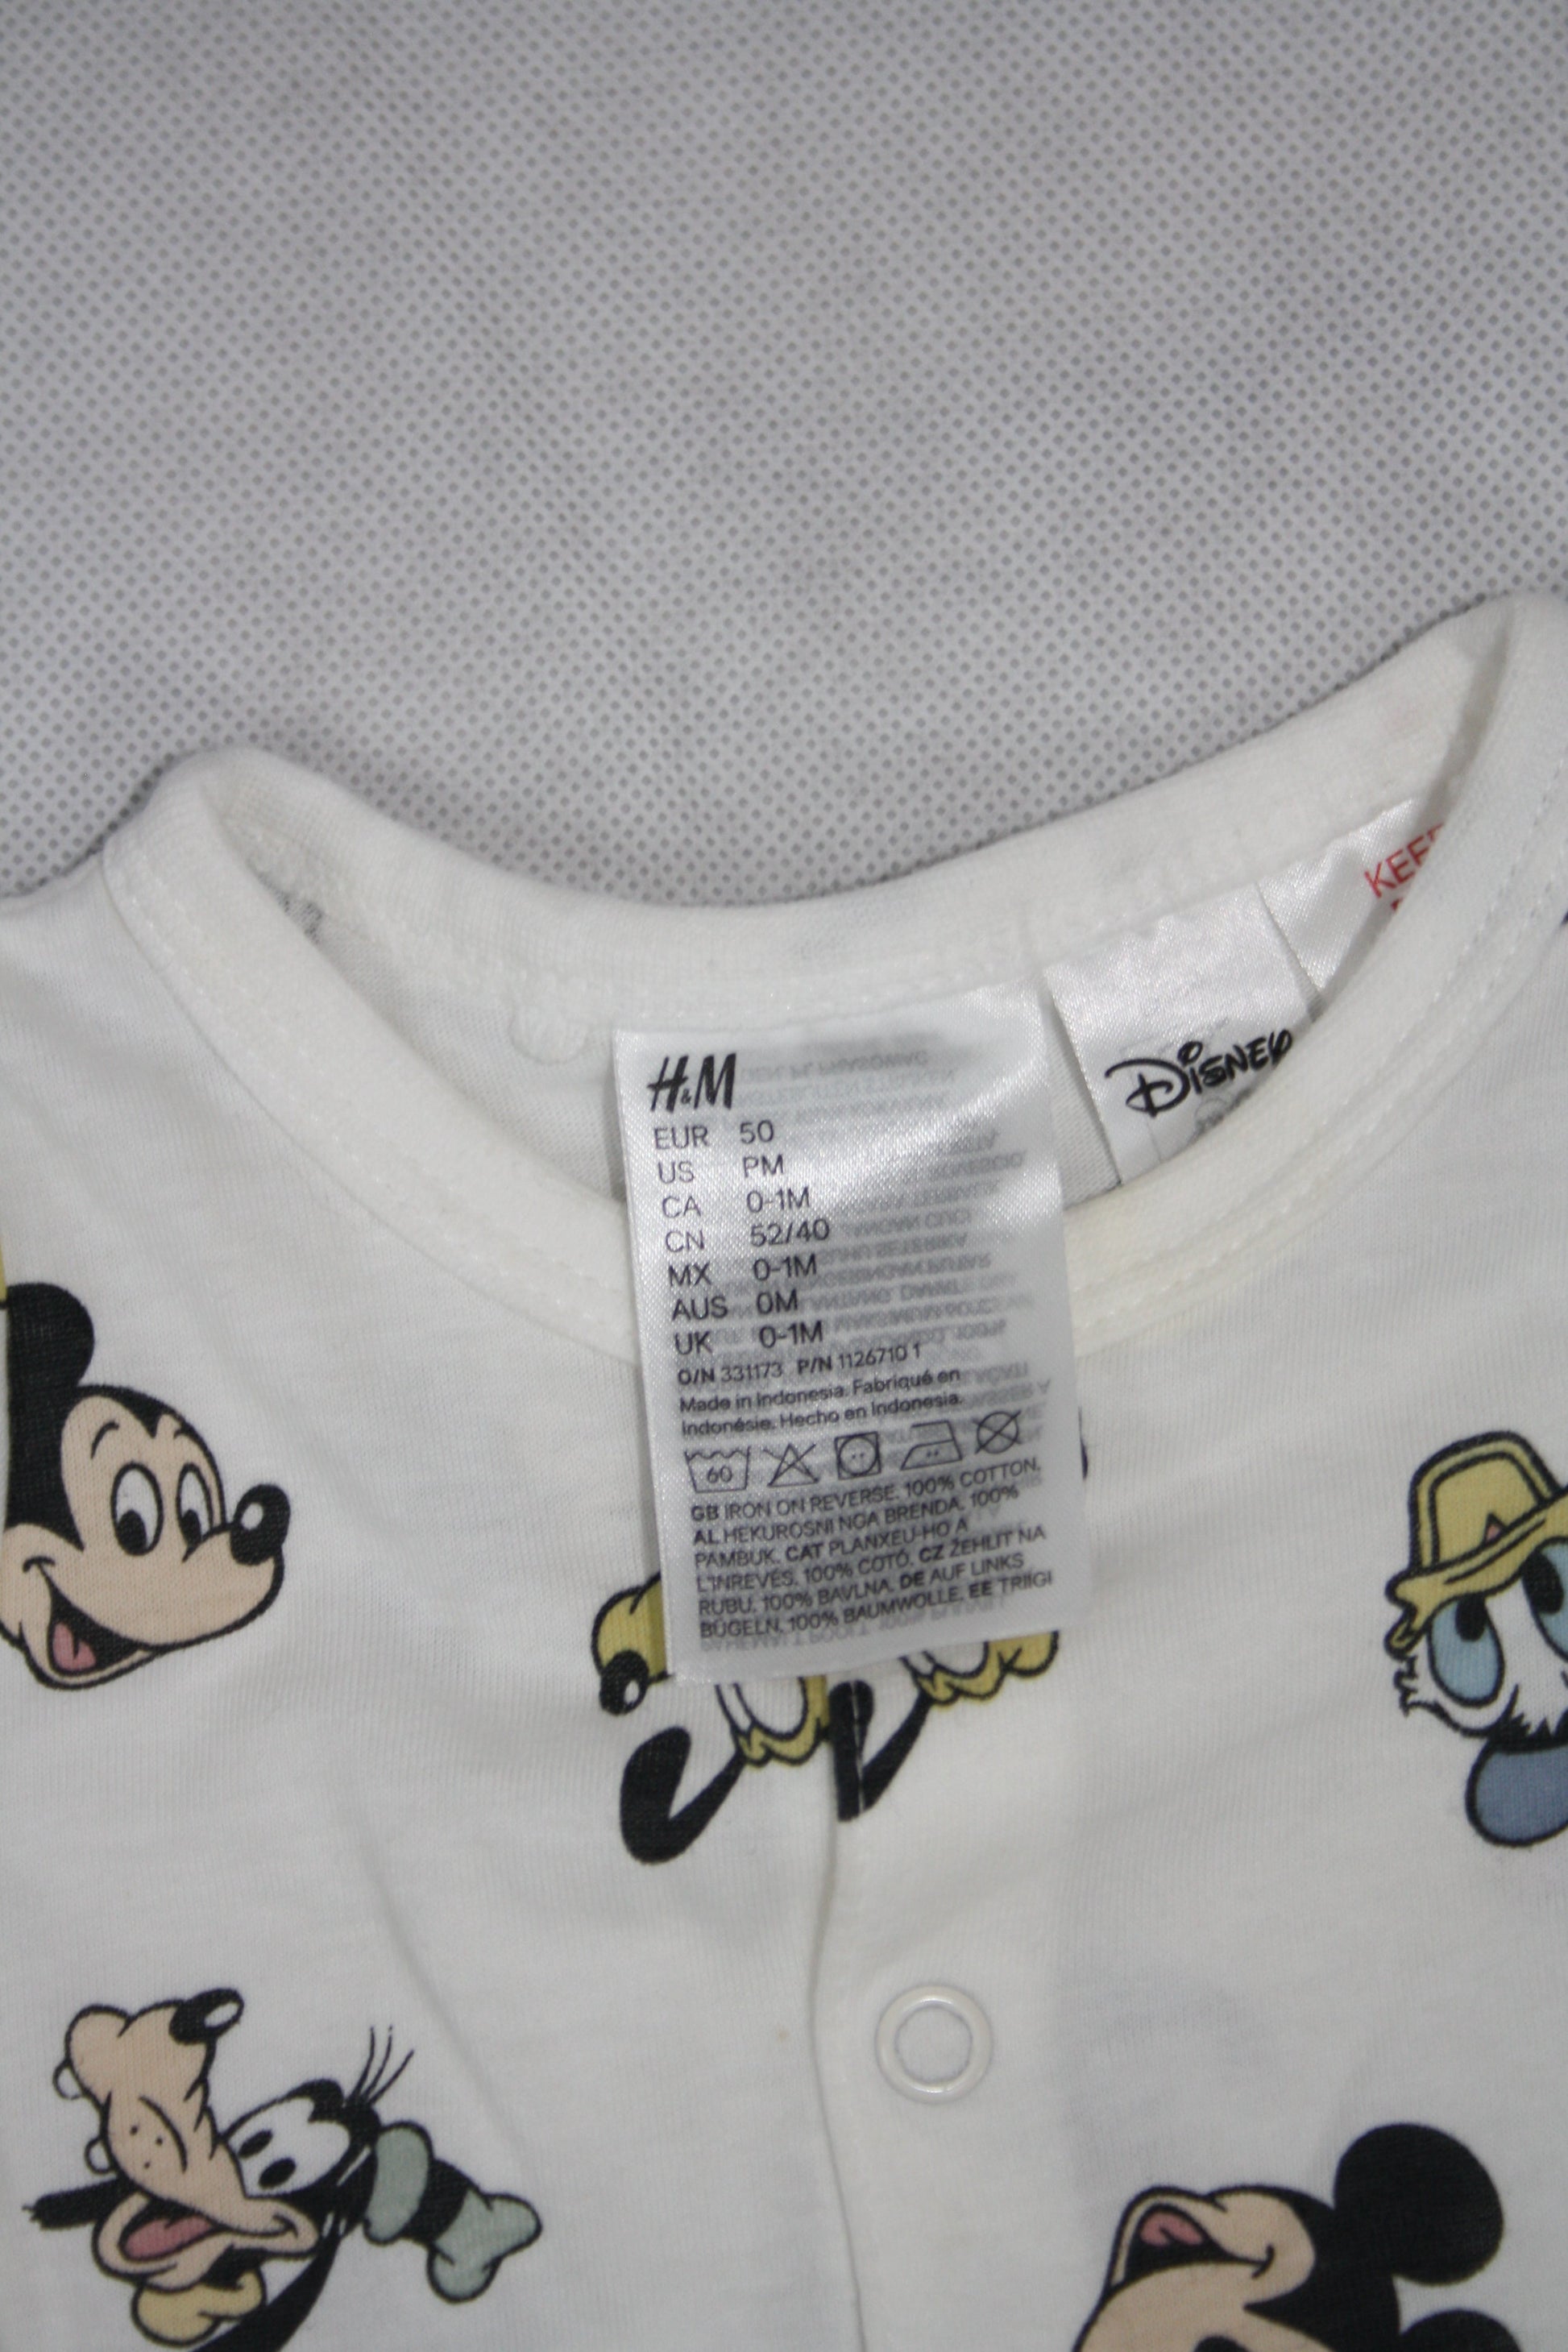 H&M
EUR 50
US PM
CA 0-1M
CN 52/40
MX 0-1M
AUS 0M
UK 0-1M
O/N 331173 P/N 1126710 1
Made in Indonesia. Fabriqué en
Indonésie. Hecho en Indonesia.
60
GB IRON ON REVERSE. 100% COTTON.
AL HEKUROSNI NGA BRENDA. 100%
PAMBUK. CAT PLANXEU-HO A
L'INREVÉS. 100% COTÓ. CZ ŽEHLIT NA
RUBU. 100% BAVLNA. DE AUF LINKS
BÜGELN. 100% BAUMWOLLE. EE TRIIGI
Disney